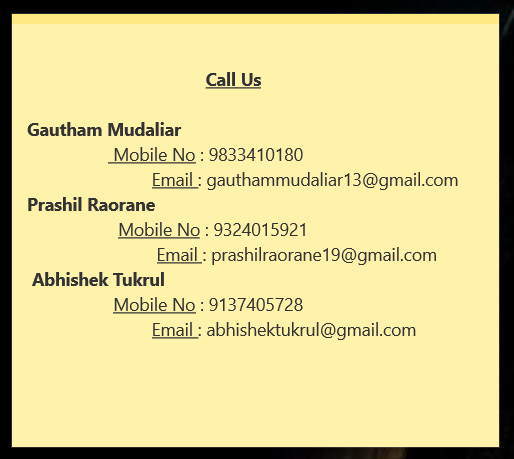 Call Us
Gautham Mudaliar
Mobile No : 9833410180
Email : gauthammudaliar13@gmail.com
Prashil Raorane
Mobile No : 9324015921
Email : prashilraorane19@gmail.com
Abhishek Tukrul
Mobile No : 9137405728
Email : abhishektukrul@gmail.com